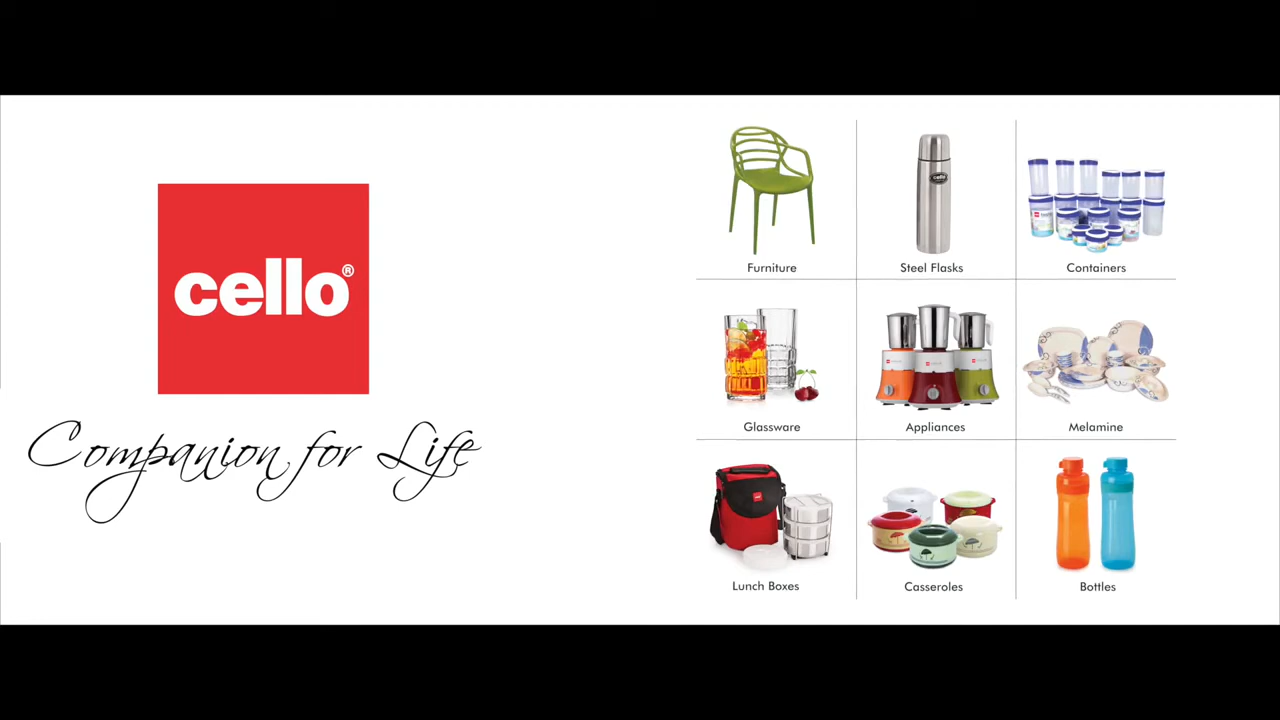 cello®
Companion for Life
Furniture
Steel Flasks
Containers
Glassware
Appliances
Melamine
Lunch Boxes
Casseroles
Bottles